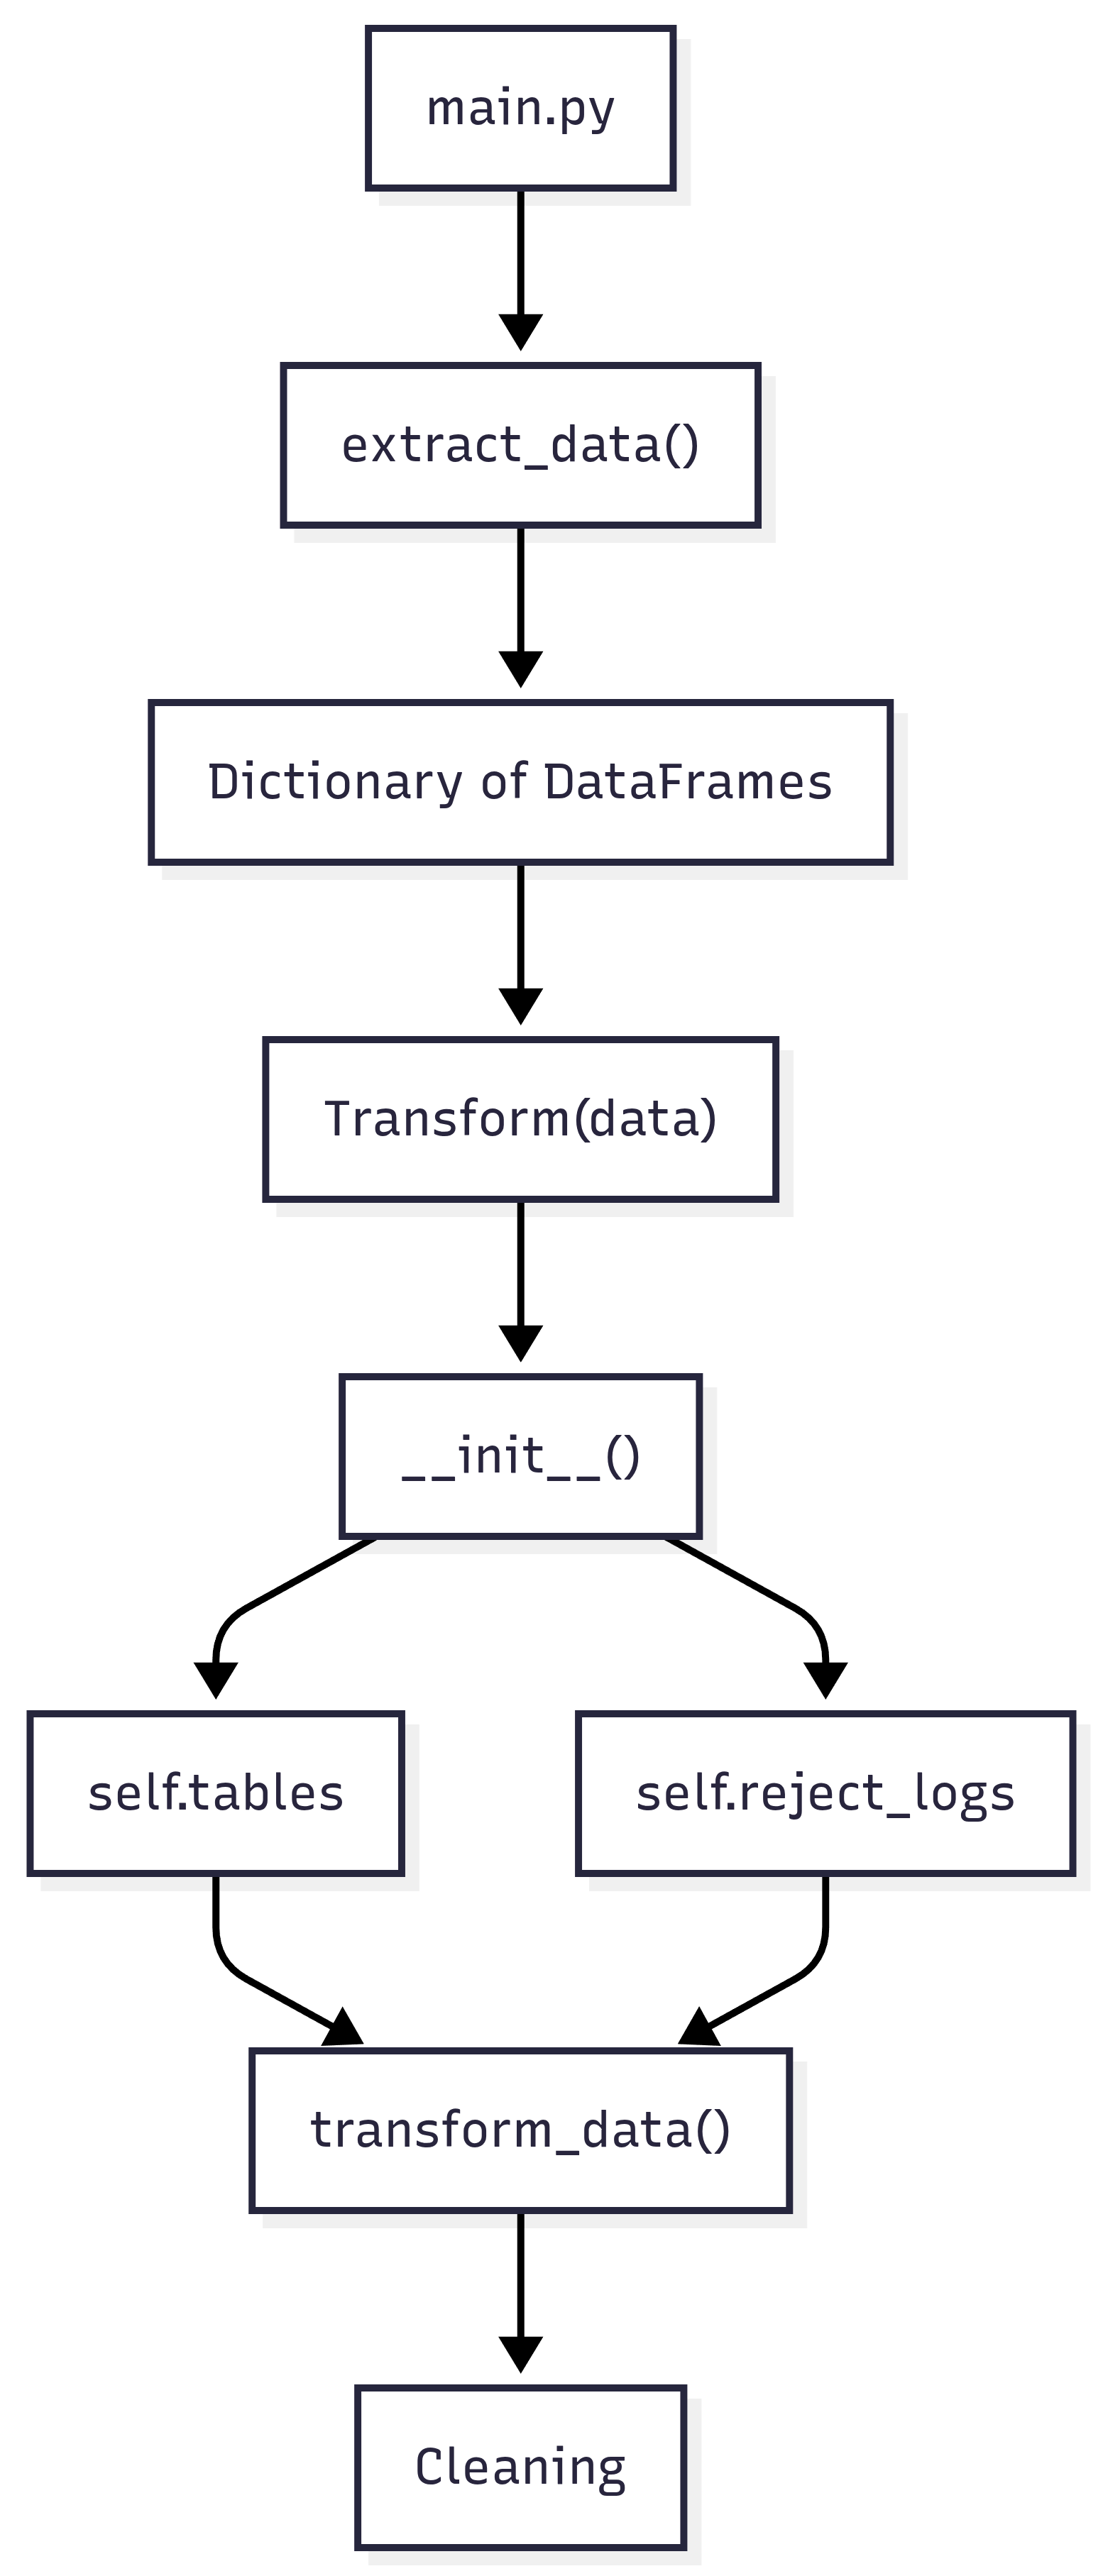 main.py
extract_data()
Dictionary of DataFrames
Transform(data)
__init__()
self.tables
self.reject_logs
transform_data()
Cleaning